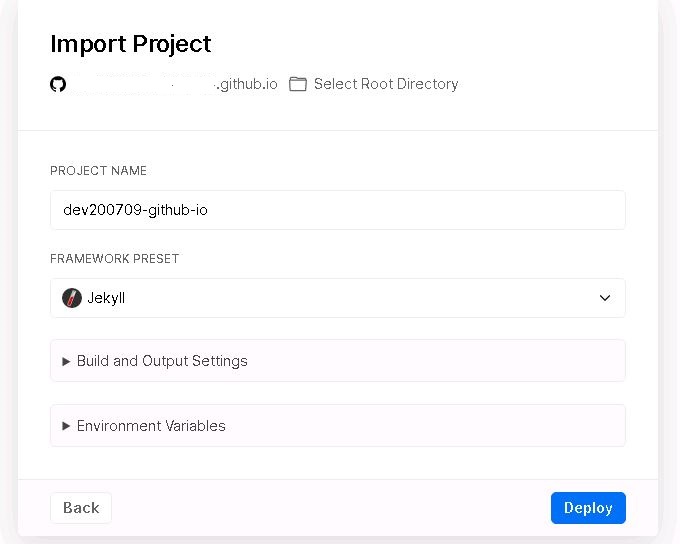 Import Project
.github.io Select Root Directory
PROJECT NAME
dev200709-github-io
FRAMEWORK PRESET
Jekyll
Build and Output Settings
Environment Variables
Back Deploy